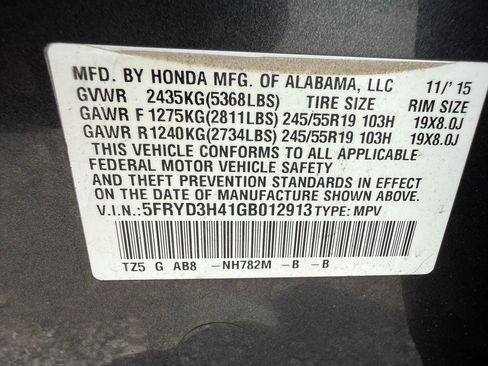 MFD. BY HONDA MFG. OF ALABAMA, LLC 11/'15
GVWR 2435KG(5368LBS) TIRE SIZE RIM SIZE
GAWR F 1275KG(2811LBS) 245/55R19 103H 19X8.0J
GAWR R 1240KG(2734LBS) 245/55R19 103H 19X8.0J
THIS VEHICLE CONFORMS TO ALL APPLICABLE
FEDERAL MOTOR VEHICLE SAFETY
AND THEFT PREVENTION STANDARDS IN EFFECT
ON THE DATE OF MANUFACTURE SHOWN ABOVE.
V.I.N.:5FRYD3H41GB012913 TYPE: MPV
TZ5 G AB8 -NH782M -B -B